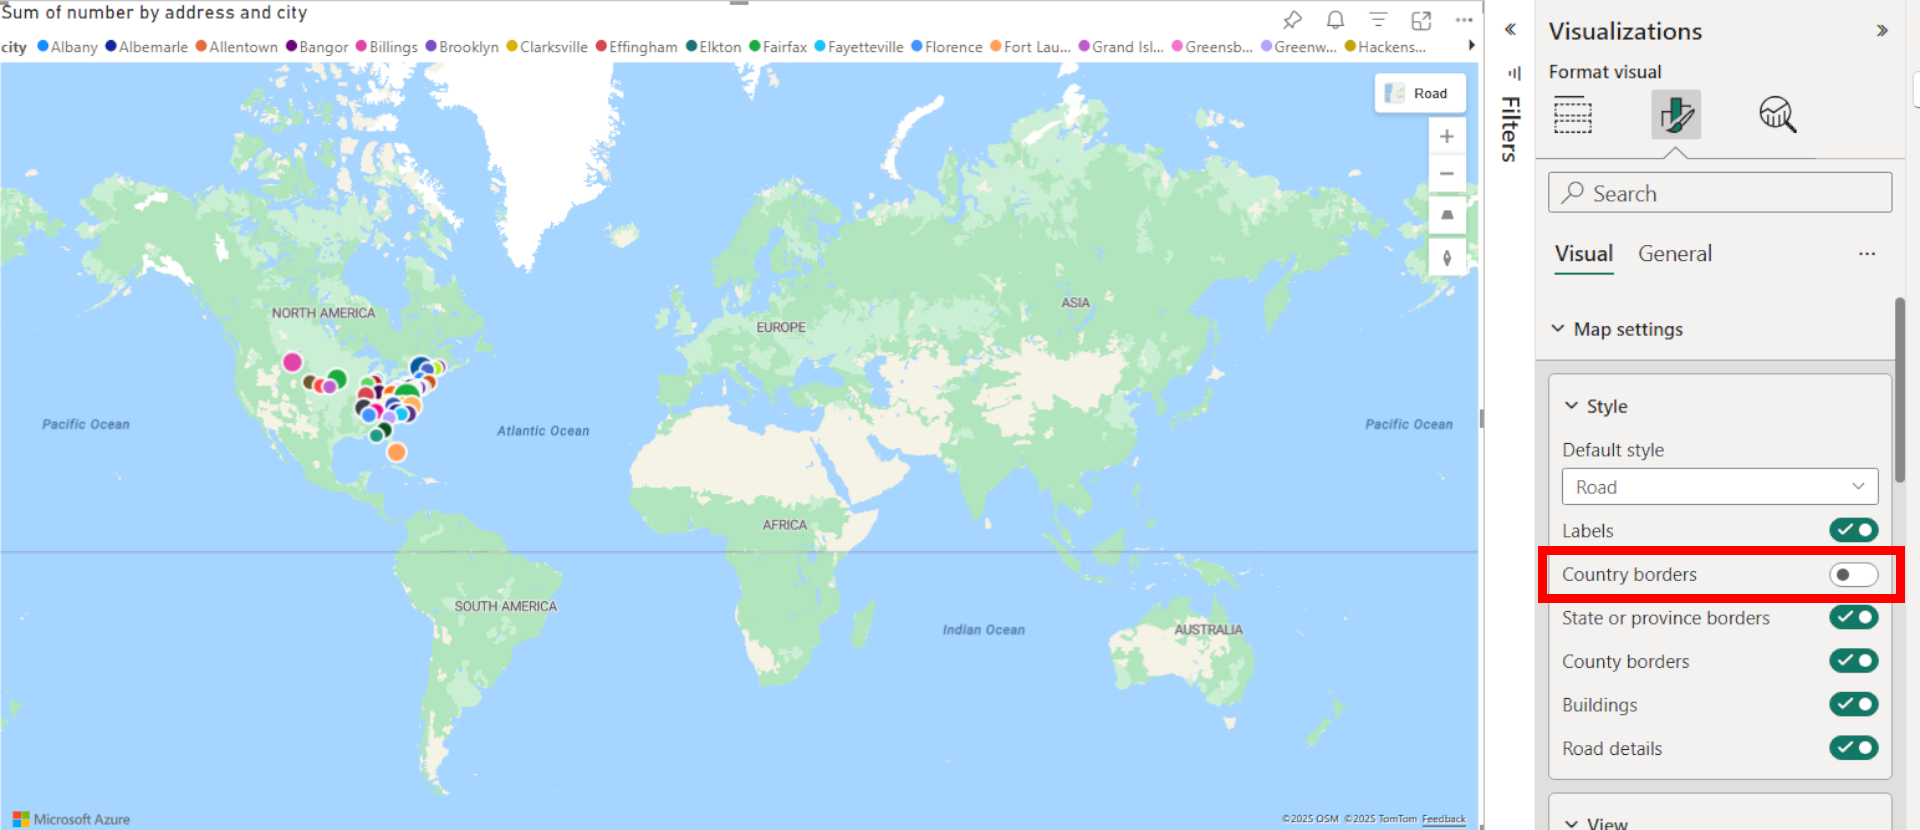 Sum of number by address and city
city Albany Albemarle Allentown Bangor Billings Brooklyn Clarksville Effingham Elkton Fairfax Fayetteville Florence Fort Lau... Grand Isl... Greensb... Greenw... Hackens...
Road
NORTH AMERICA
EUROPE
ASIA
Pacific Ocean
Atlantic Ocean
Pacific Ocean
AFRICA
SOUTH AMERICA
Indian Ocean
AUSTRALIA
Microsoft Azure
©2025 OSM ©2025 TomTom Feedback
Filters
Visualizations
Format visual
Search
Visual General
Map settings
Style
Default style
Road
Labels
Country borders
State or province borders
County borders
Buildings
Road details
View